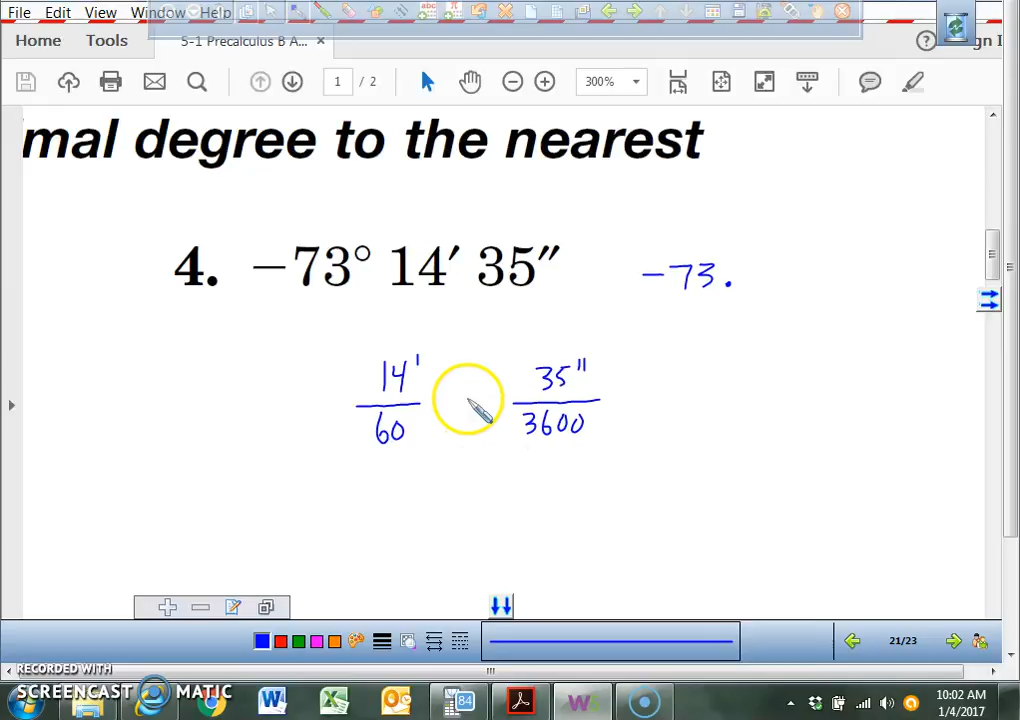 File Edit View Window Help
Home Tools 5-1 Precalculus B A... ×
1 / 2 300%
mal degree to the nearest
4. −73° 14′ 35″ −73.
14' 35"
60 3600
21/23
RECORDED WITH
SCREENCAST MATIC
84
10:02 AM
1/4/2017